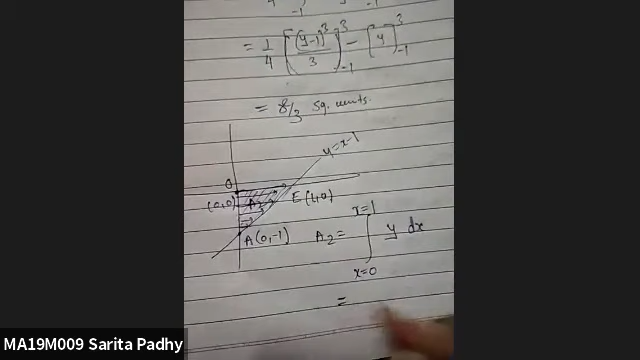 = 1/4 [(y-1)^3/3]_{-1}^{3} - [y]_{-1}^{3}
= 8/3 Sq. units.
y=x-1
O
(0,0)
A2
E(1,0)
A(0,-1)
A2 = ∫_{x=0}^{x=1} y dx
=
MA19M009 Sarita Padhy